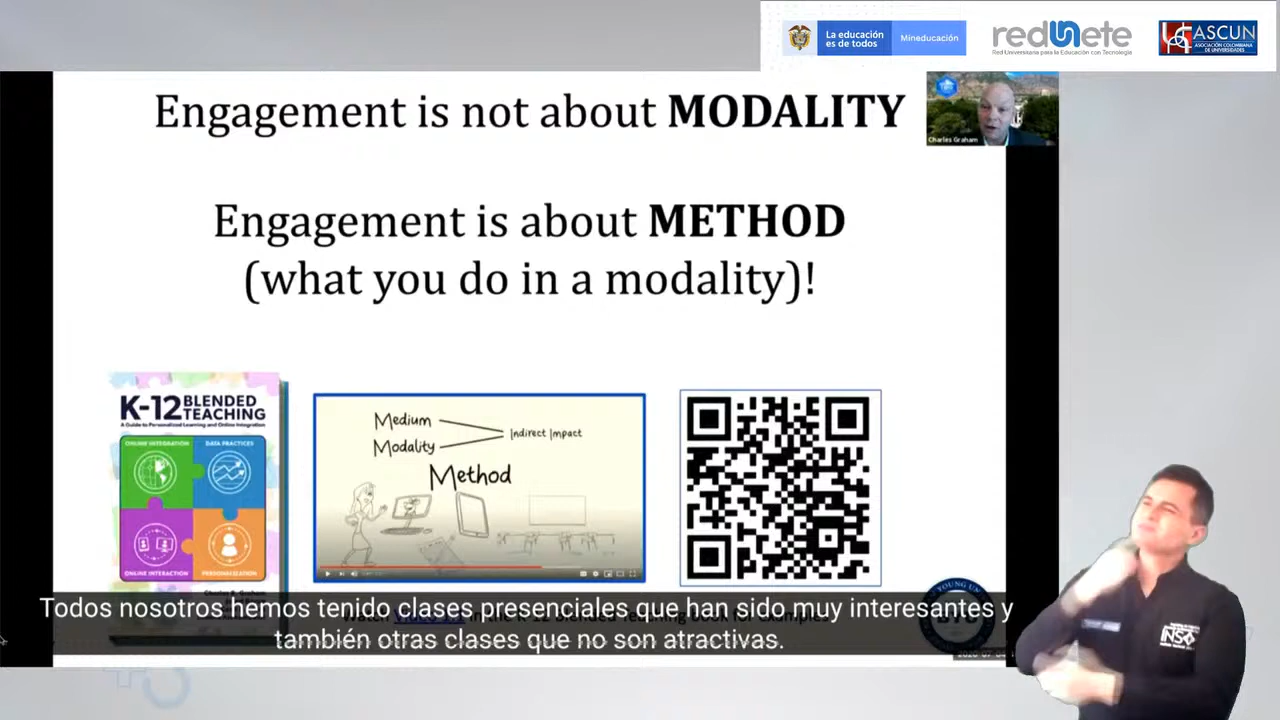 La educación
es de todos
Mineducación
redunete
Red Universitaria para la Educación con Tecnología
ASCUN
ASOCIACIÓN COLOMBIANA
DE UNIVERSIDADES
Engagement is not about MODALITY
Charles Graham
Engagement is about METHOD
(what you do in a modality)!
K-12 BLENDED
TEACHING
A Guide to Personalized Learning and Online Integration
ONLINE INTEGRATION
DATA PRACTICES
ONLINE INTERACTION
PERSONALIZATION
Medium
Modality
Indirect Impact
Method
Todos nosotros hemos tenido clases presenciales que han sido muy interesantes y
también otras clases que no son atractivas.
INSOR